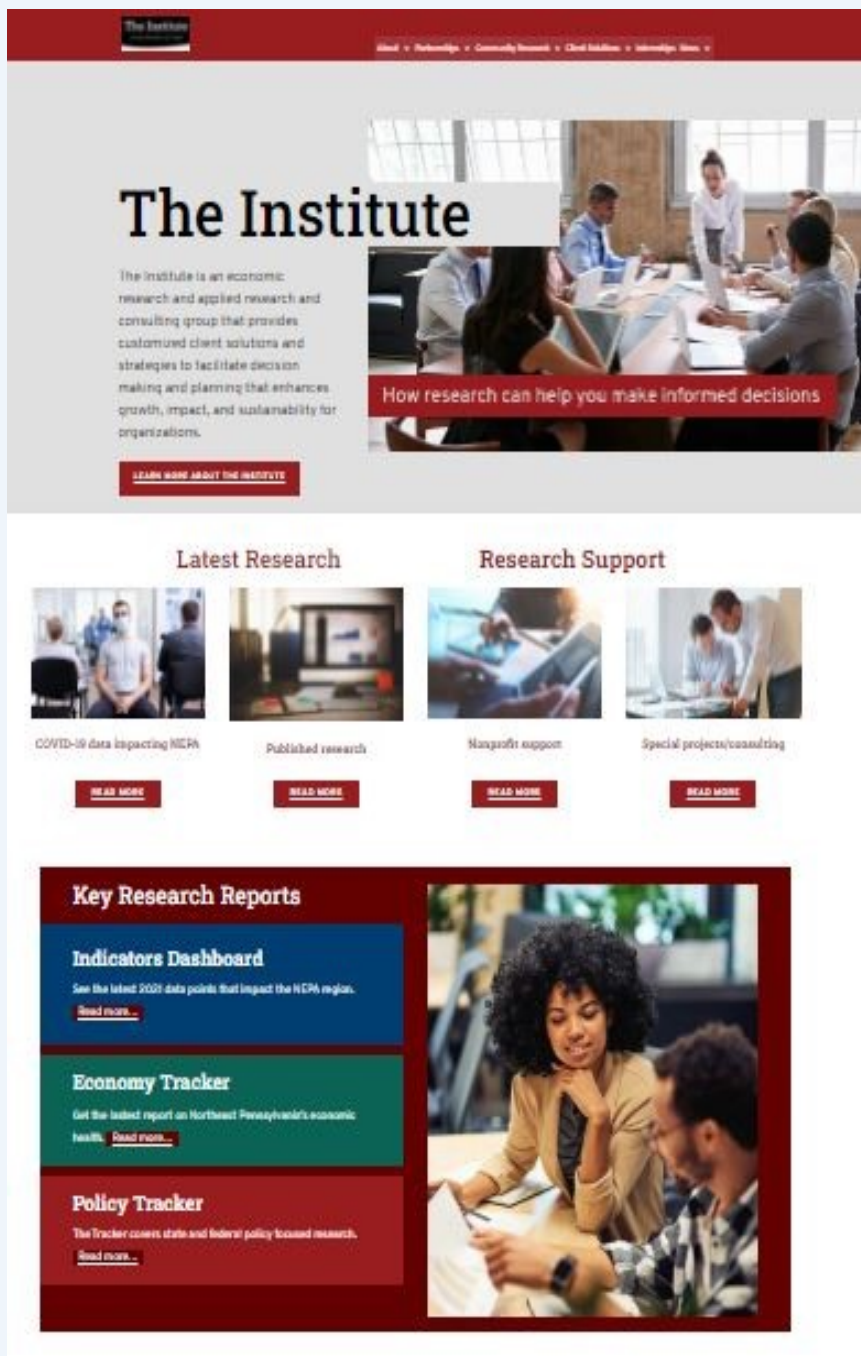 The Institute
About Partnerships Community Research Client Solutions Internships News
The Institute
The Institute is an economic
research and applied research and
consulting group that provides
customized client solutions and
strategies to facilitate decision
making and planning that enhances
growth, impact, and sustainability for
organizations.
How research can help you make informed decisions
LEARN MORE ABOUT THE INSTITUTE
Latest Research
Research Support
COVID-19 data impacting NEPA
Published research
Nonprofit support
Special projects/consulting
READ MORE
READ MORE
READ MORE
READ MORE
Key Research Reports
Indicators Dashboard
See the latest 2021 data points that impact the NEPA region.
Read more...
Economy Tracker
Get the lastest report on Northeast Pennsylvania's economic
health. Read more...
Policy Tracker
The Tracker covers state and federal policy focused research.
Read more...